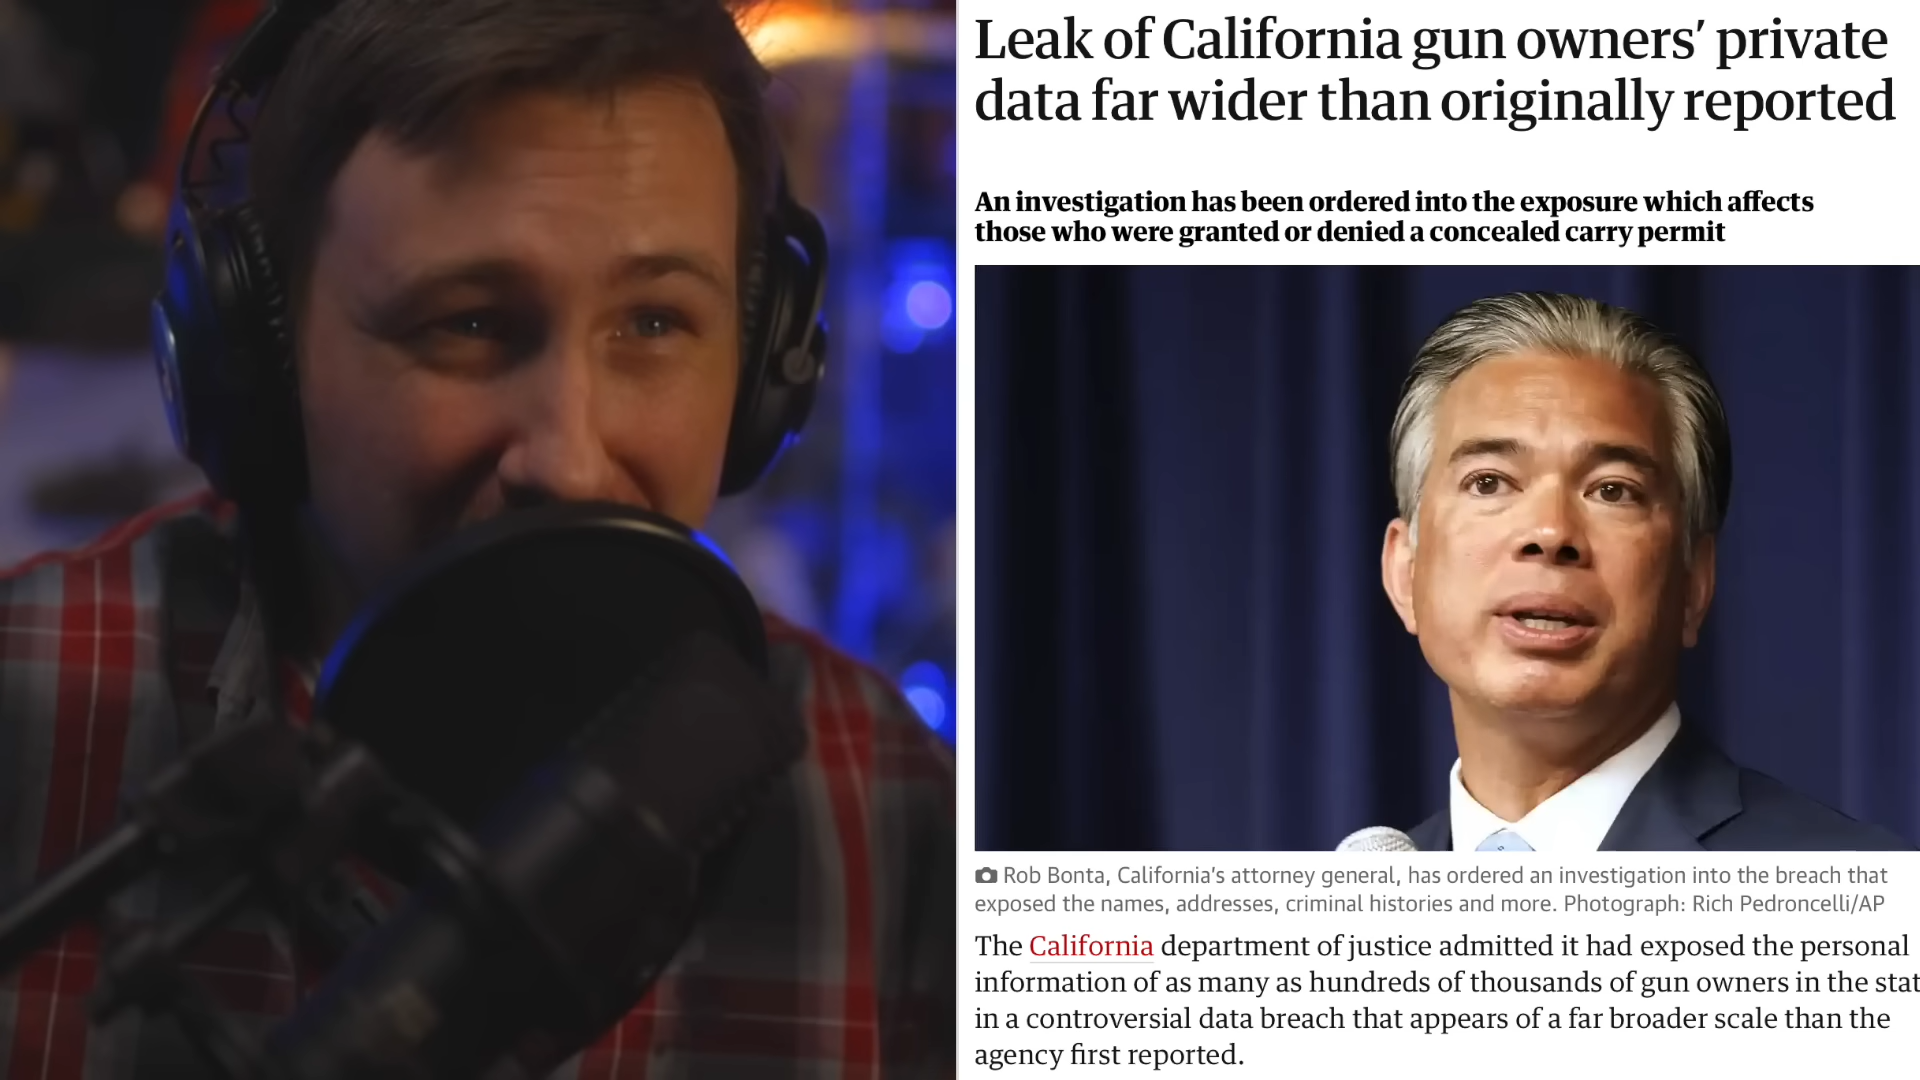 Leak of California gun owners’ private
data far wider than originally reported
An investigation has been ordered into the exposure which affects
those who were granted or denied a concealed carry permit
Rob Bonta, California’s attorney general, has ordered an investigation into the breach that
exposed the names, addresses, criminal histories and more. Photograph: Rich Pedroncelli/AP
The California department of justice admitted it had exposed the personal
information of as many as hundreds of thousands of gun owners in the stat
in a controversial data breach that appears of a far broader scale than the
agency first reported.